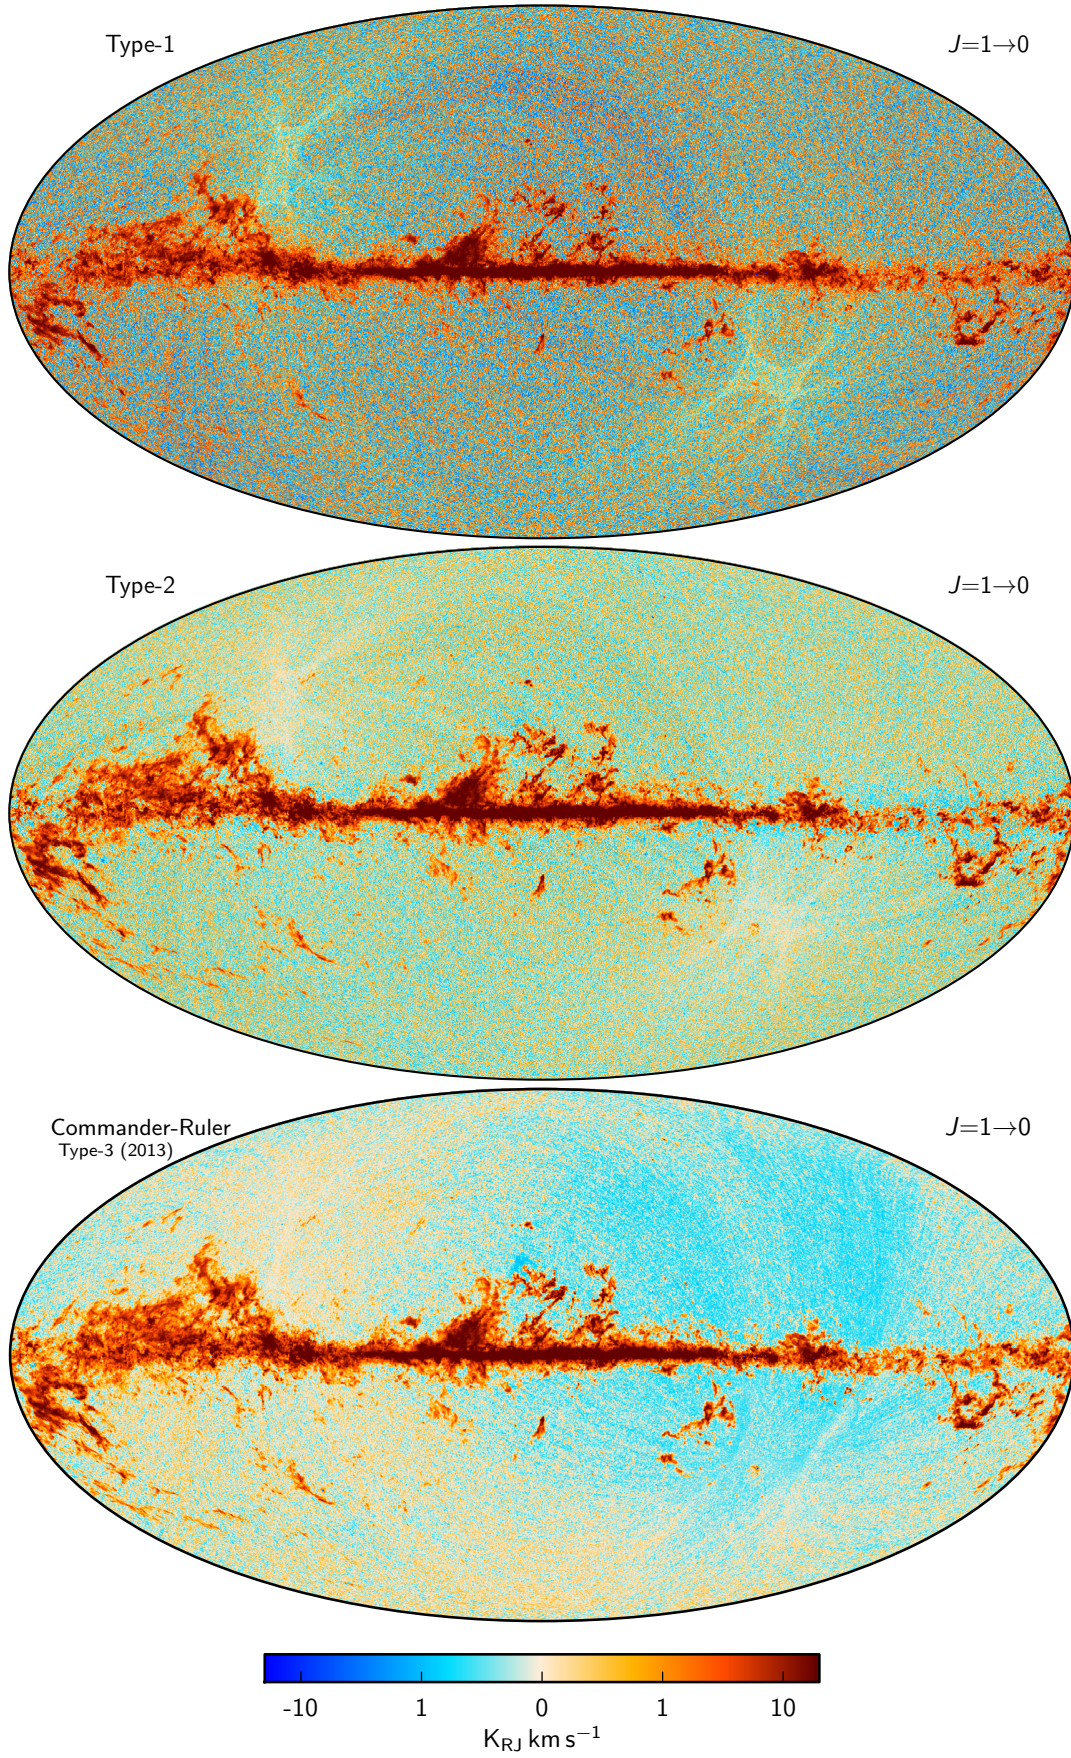 Type-1
J=1→0
Type-2
J=1→0
Commander-Ruler
Type-3 (2013)
J=1→0
-10 1 0 1 10
K_RJ km s⁻¹